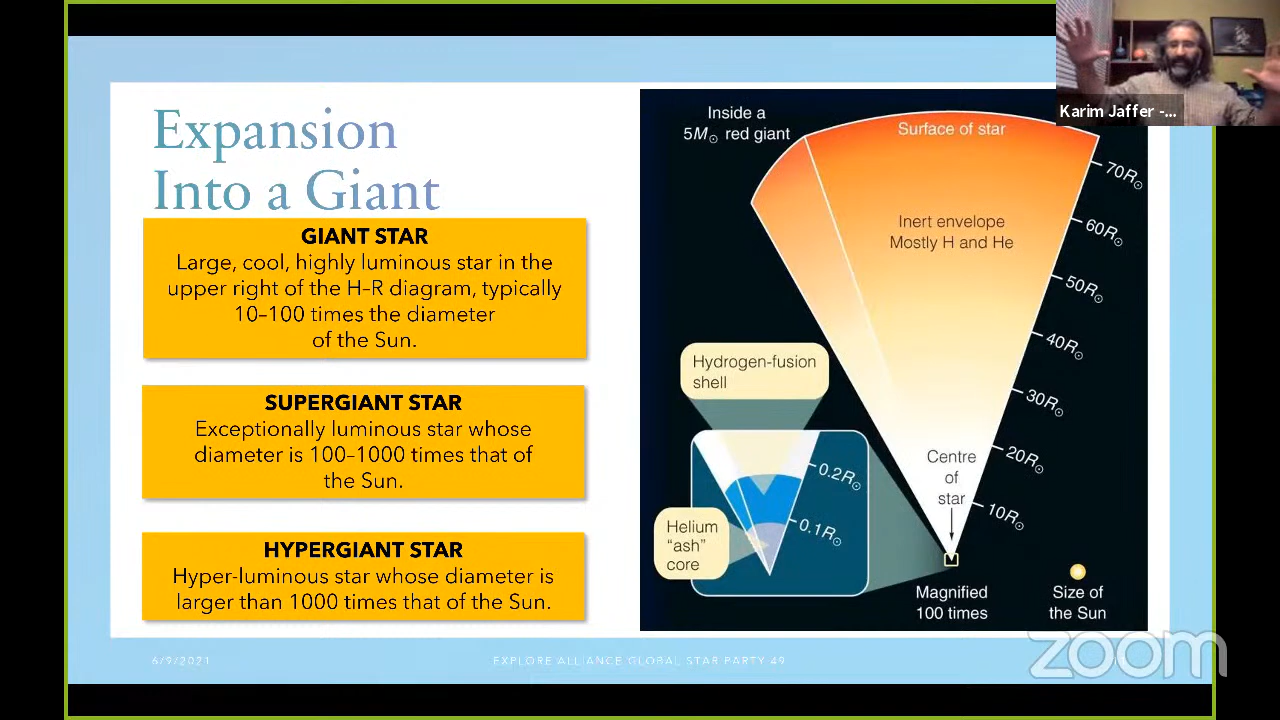 Expansion
Into a Giant
GIANT STAR
Large, cool, highly luminous star in the
upper right of the H–R diagram, typically
10–100 times the diameter
of the Sun.
SUPERGIANT STAR
Exceptionally luminous star whose
diameter is 100–1000 times that of
the Sun.
HYPERGIANT STAR
Hyper-luminous star whose diameter is
larger than 1000 times that of the Sun.
Inside a
5M☉ red giant
Surface of star
Inert envelope
Mostly H and He
70R☉
60R☉
50R☉
40R☉
30R☉
20R☉
10R☉
Hydrogen-fusion
shell
0.2R☉
0.1R☉
Helium
“ash”
core
Centre
of
star
Magnified
100 times
Size of
the Sun
Karim Jaffer -...
6/9/2021
EXPLORE ALLIANCE GLOBAL STAR PARTY 49
zoom